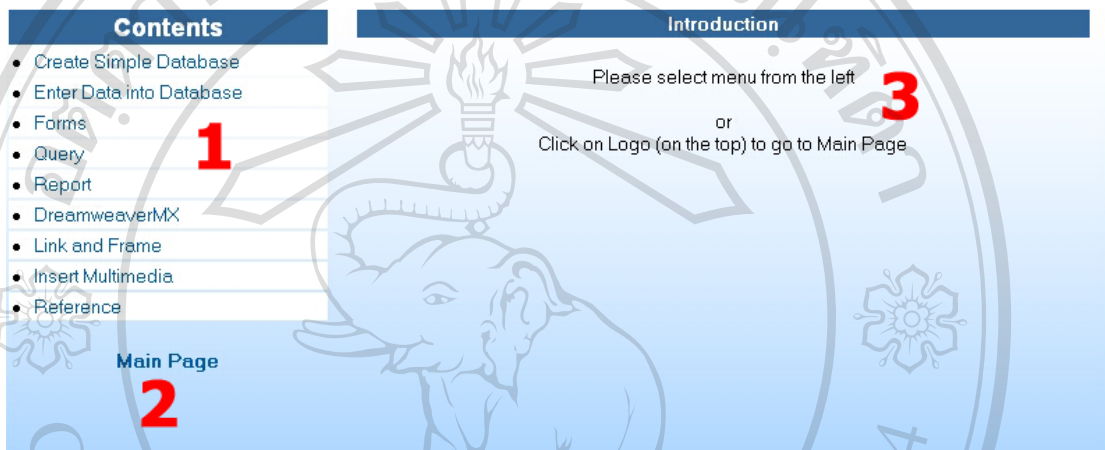 Contents
Create Simple Database
Enter Data into Database
Forms
Query
Report
DreamweaverMX
Link and Frame
Insert Multimedia
Reference
1
Main Page
2
Introduction
Please select menu from the left
3
or
Click on Logo (on the top) to go to Main Page